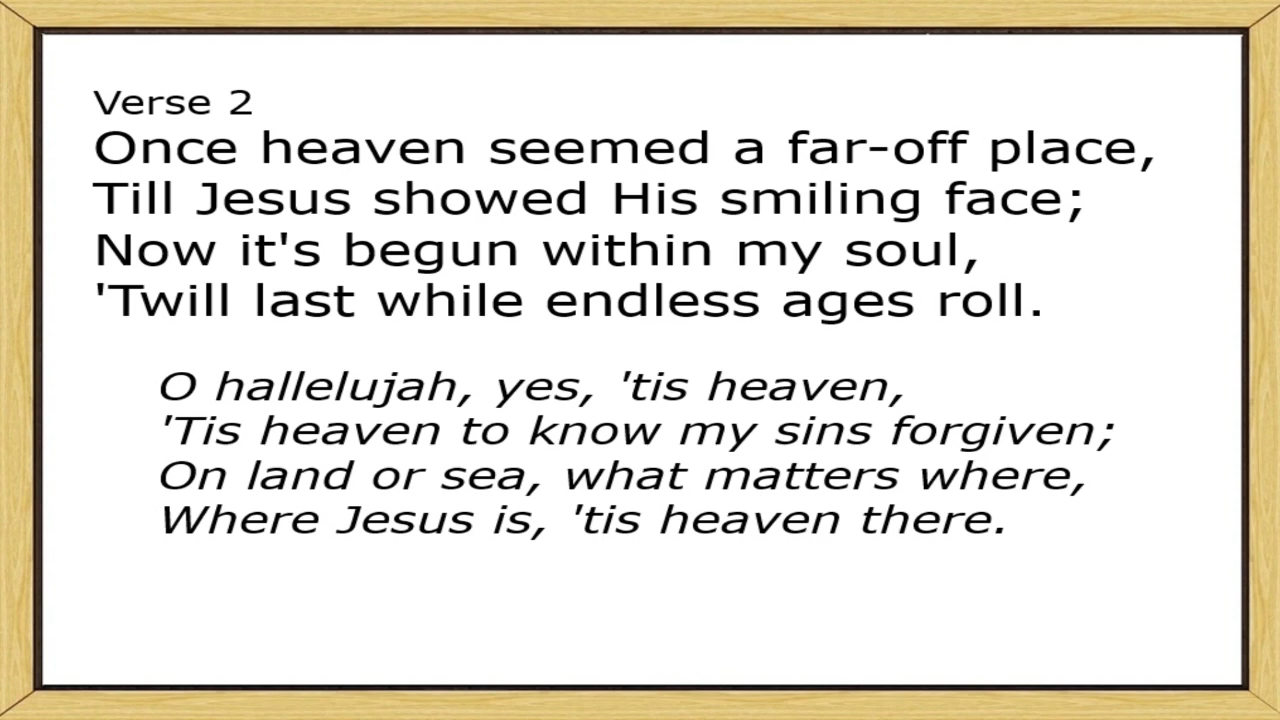 Verse 2
Once heaven seemed a far-off place,
Till Jesus showed His smiling face;
Now it's begun within my soul,
'Twill last while endless ages roll.
O hallelujah, yes, 'tis heaven,
'Tis heaven to know my sins forgiven;
On land or sea, what matters where,
Where Jesus is, 'tis heaven there.